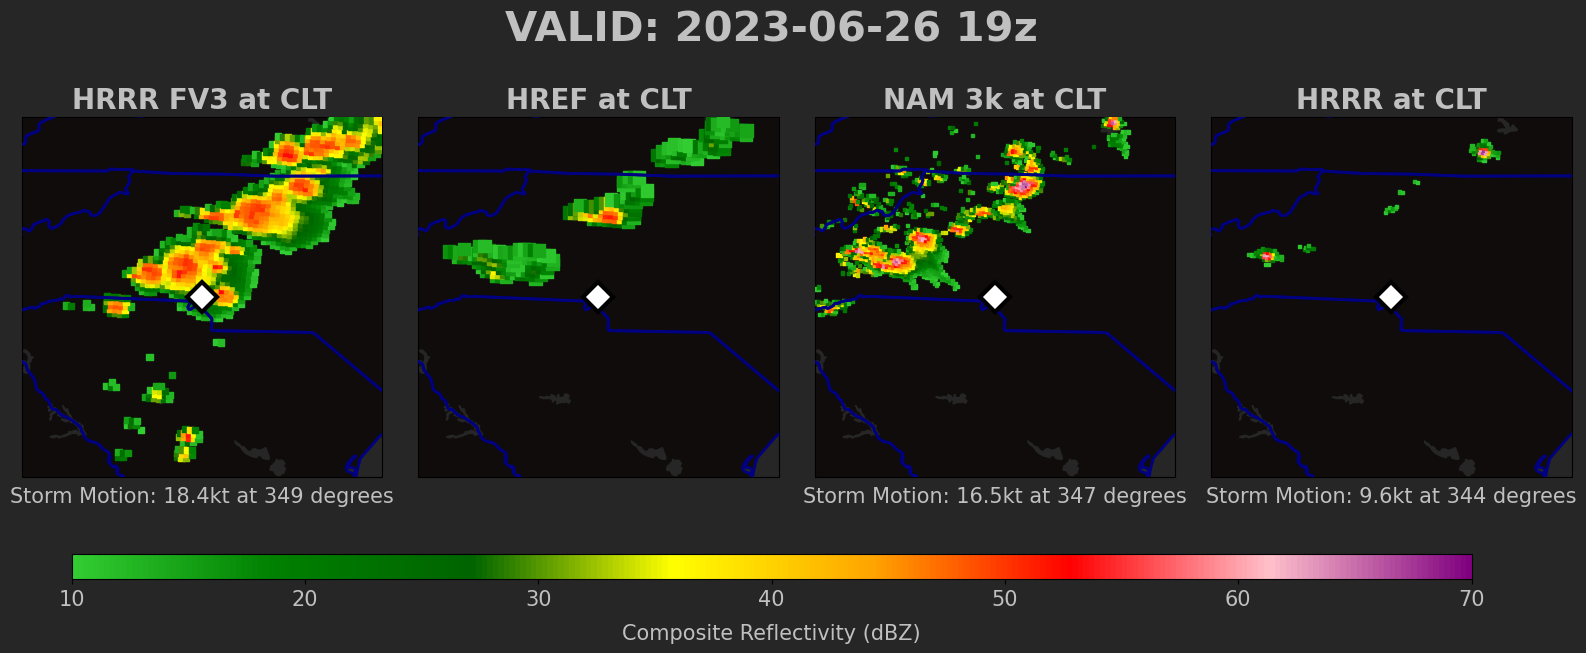 VALID: 2023-06-26 19z
HRRR FV3 at CLT
HREF at CLT
NAM 3k at CLT
HRRR at CLT
Storm Motion: 18.4kt at 349 degrees
Storm Motion: 16.5kt at 347 degrees
Storm Motion: 9.6kt at 344 degrees
10 20 30 40 50 60 70
Composite Reflectivity (dBZ)